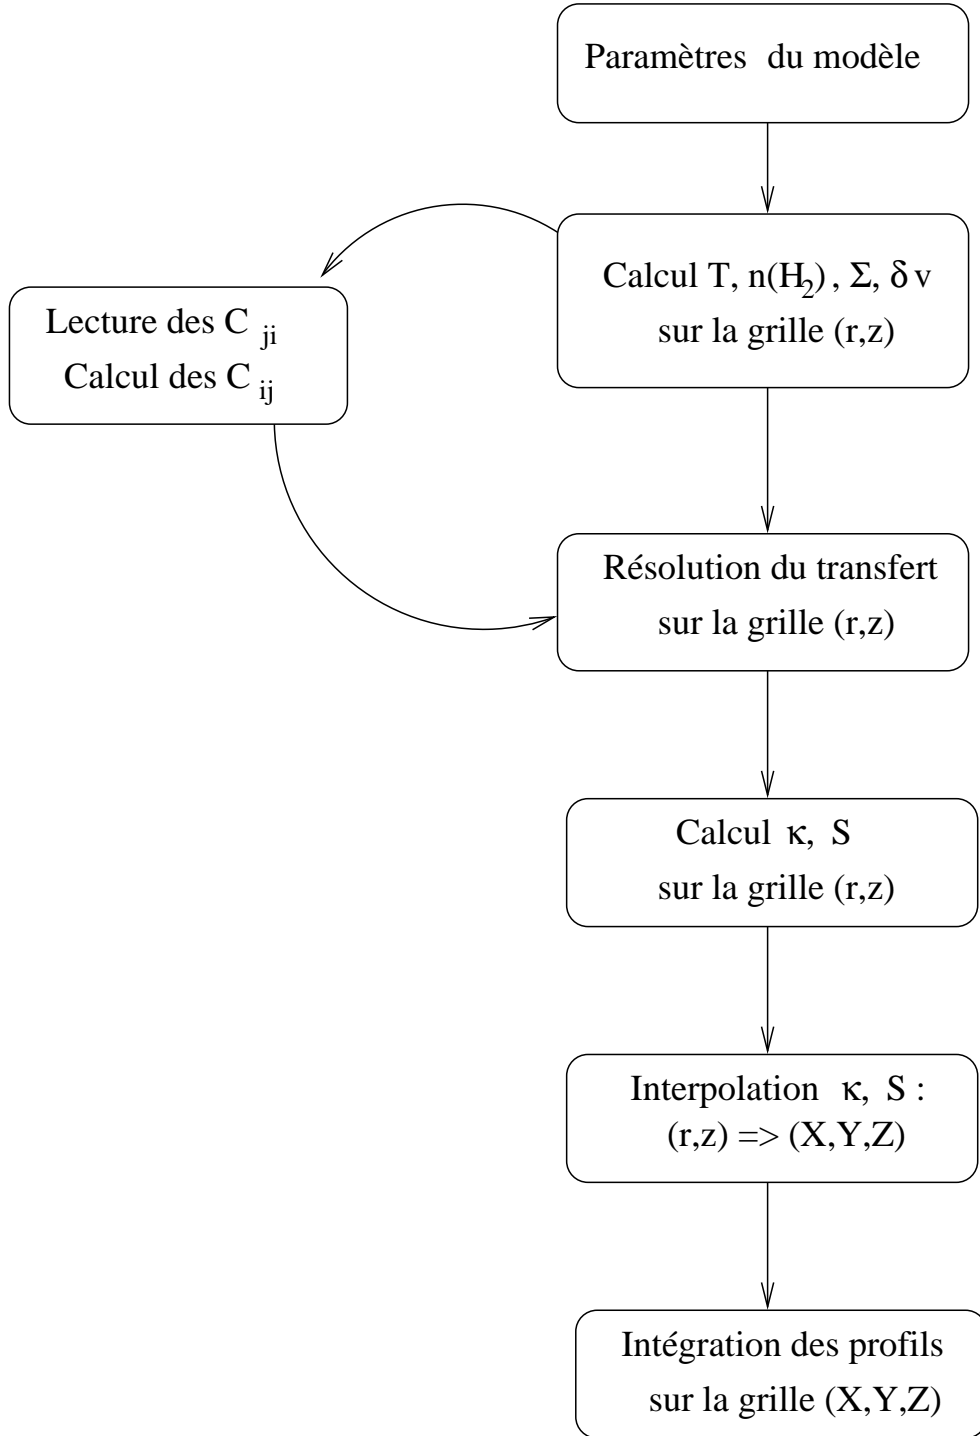 Paramètres du modèle
Calcul T, n(H₂), Σ, δv
sur la grille (r,z)
Lecture des C ji
Calcul des C ij
Résolution du transfert
sur la grille (r,z)
Calcul κ, S
sur la grille (r,z)
Interpolation κ, S :
(r,z) => (X,Y,Z)
Intégration des profils
sur la grille (X,Y,Z)